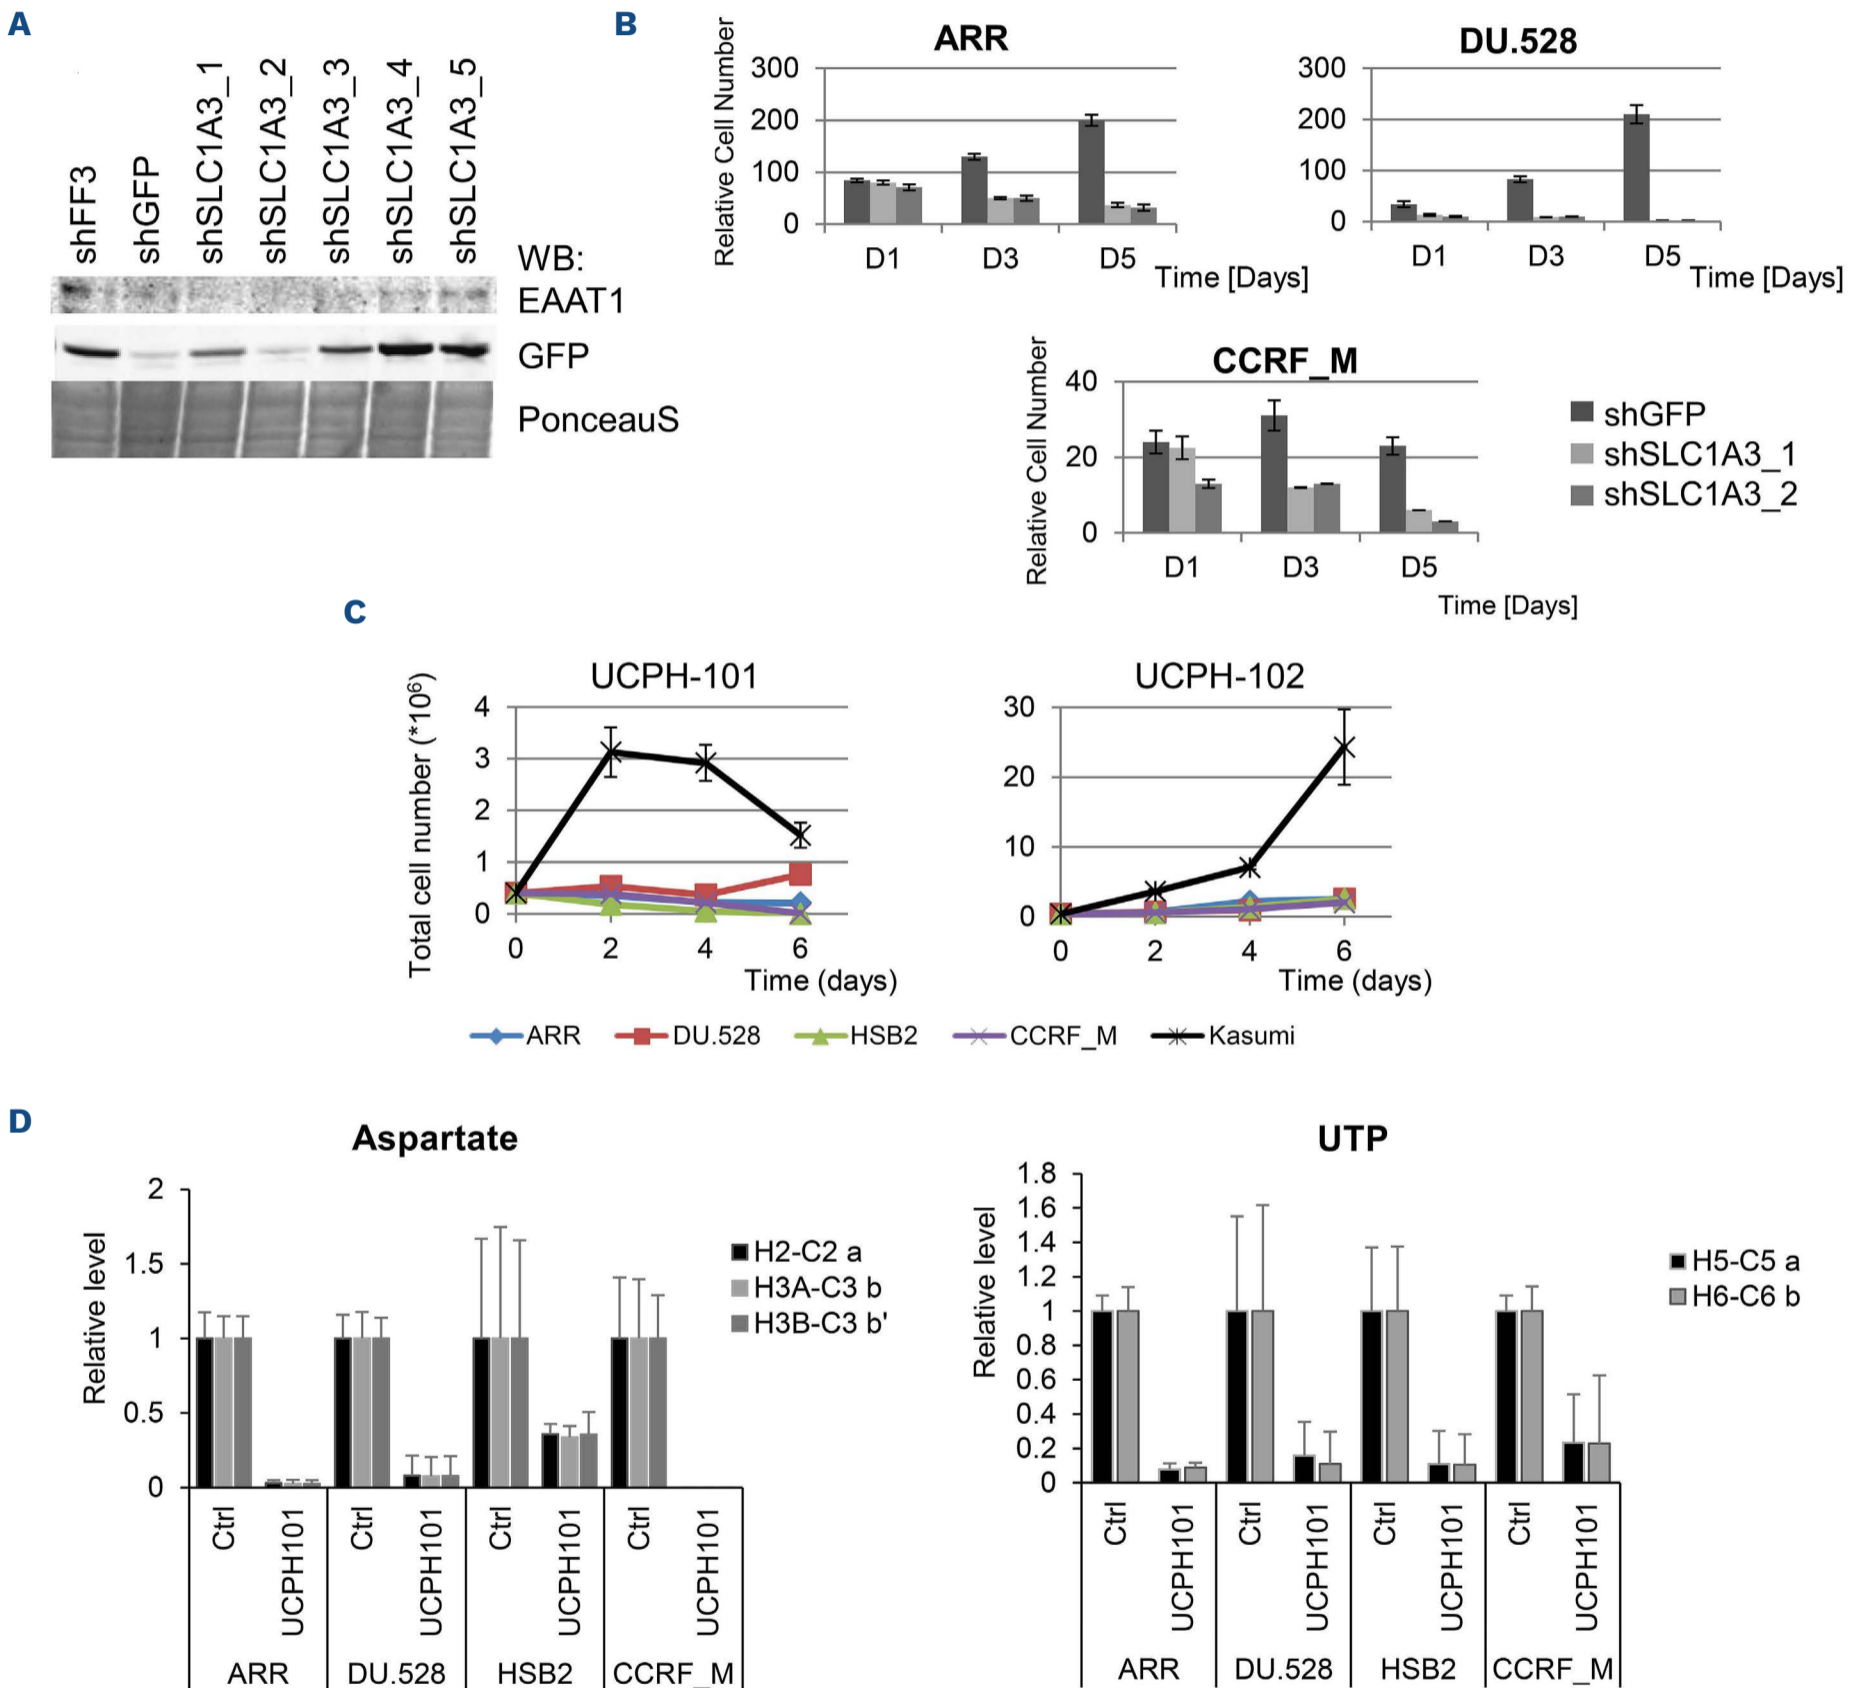 A
shFF3
shGFP
shSLC1A3_1
shSLC1A3_2
shSLC1A3_3
shSLC1A3_4
shSLC1A3_5
WB:
EAAT1
GFP
PonceauS
B
ARR
Relative Cell Number
300
200
100
0
D1 D3 D5
Time [Days]
DU.528
300
200
100
0
D1 D3 D5
Time [Days]
CCRF_M
Relative Cell Number
40
20
0
D1 D3 D5
Time [Days]
shGFP
shSLC1A3_1
shSLC1A3_2
C
UCPH-101
Total cell number (*10⁶)
4
3
2
1
0
0 2 4 6
Time (days)
UCPH-102
30
20
10
0
0 2 4 6
Time (days)
ARR DU.528 HSB2 CCRF_M Kasumi
D
Aspartate
Relative level
2
1.5
1
0.5
0
H2-C2 a
H3A-C3 b
H3B-C3 b'
Ctrl UCPH101 Ctrl UCPH101 Ctrl UCPH101 Ctrl UCPH101
ARR DU.528 HSB2 CCRF_M
UTP
Relative level
1.8
1.6
1.4
1.2
1
0.8
0.6
0.4
0.2
0
H5-C5 a
H6-C6 b
Ctrl UCPH101 Ctrl UCPH101 Ctrl UCPH101 Ctrl UCPH101
ARR DU.528 HSB2 CCRF_M